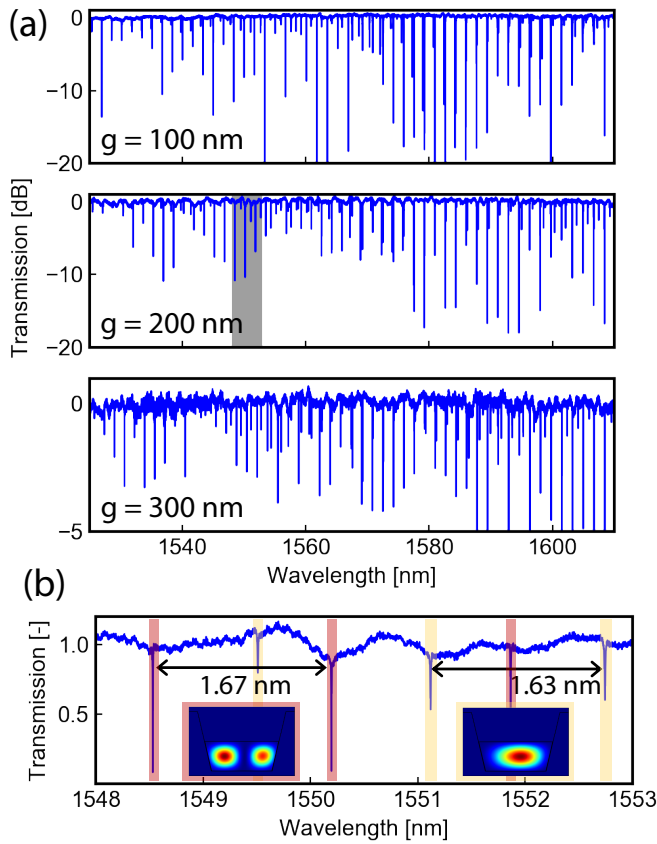 (a)
0
−10
−20
g = 100 nm
0
−10
−20
g = 200 nm
Transmission [dB]
0
−5
g = 300 nm
1540
1560
1580
1600
Wavelength [nm]
(b)
Transmission [-]
1.0
0.5
1.67 nm
1.63 nm
1548
1549
1550
1551
1552
1553
Wavelength [nm]